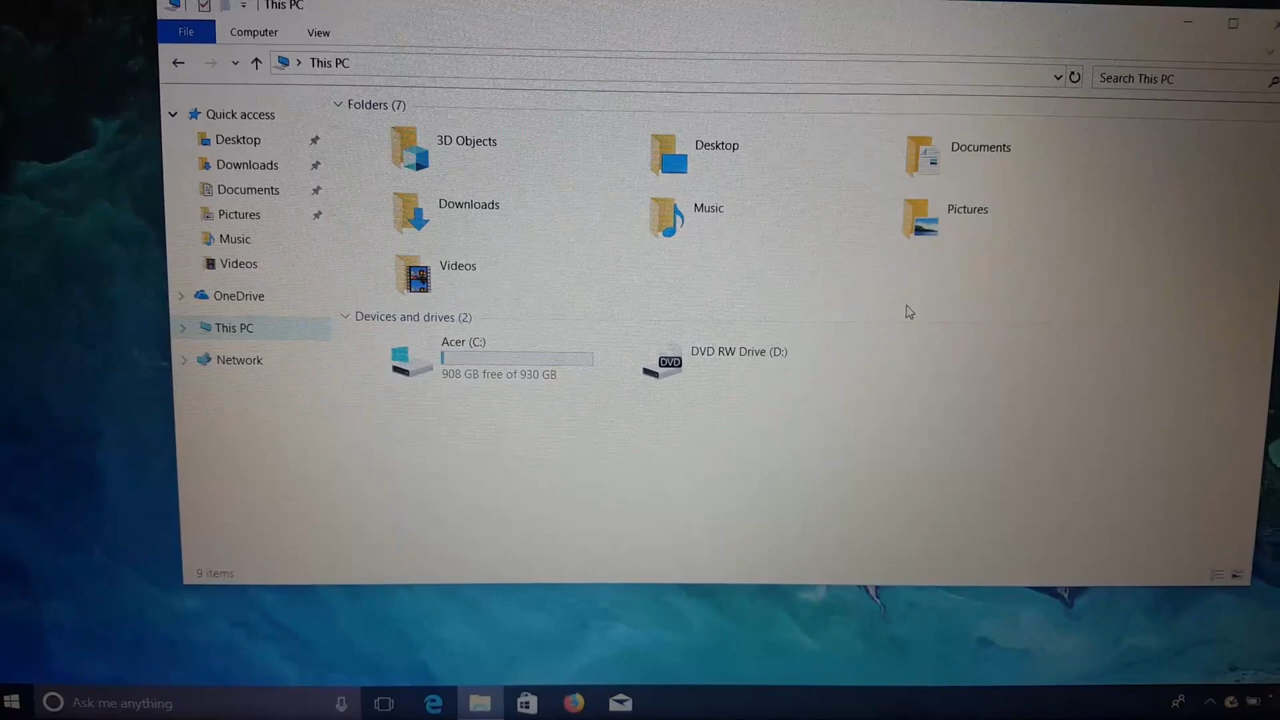 This PC
File Computer View
This PC
Search This PC
Quick access
Desktop
Downloads
Documents
Pictures
Music
Videos
OneDrive
This PC
Network
Folders (7)
3D Objects
Desktop
Documents
Downloads
Music
Pictures
Videos
Devices and drives (2)
Acer (C:)
908 GB free of 930 GB
DVD
DVD RW Drive (D:)
9 items
Ask me anything